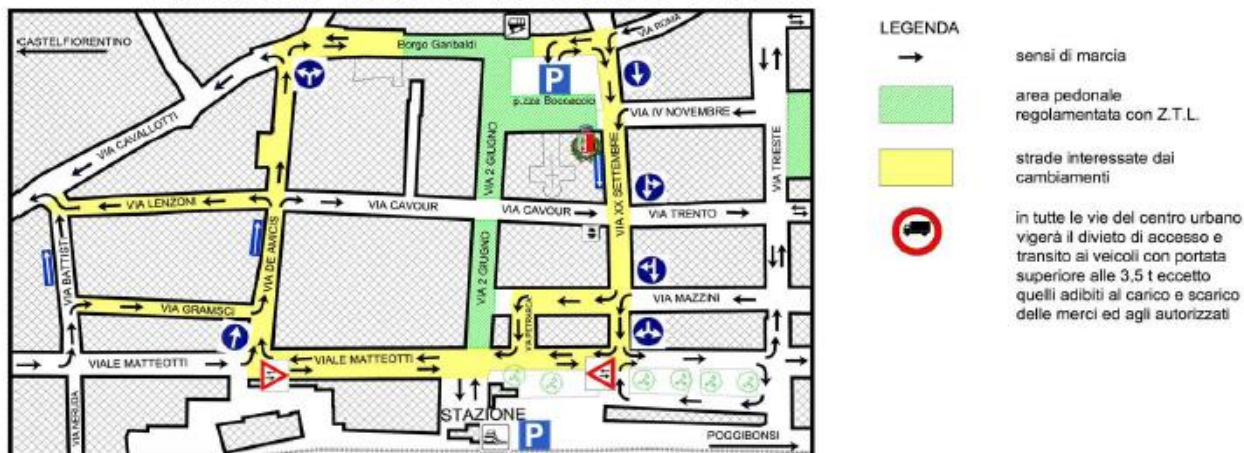 CASTELFIORENTINO
Borgo Garibaldi
VIA ROMA
P
p.zza Boccaccio
VIA IV NOVEMBRE
VIA CAVALLOTTI
VIA 2 GIUGNO
VIA XX SETTEMBRE
VIA TRIESTE
VIA LENZONI
VIA CAVOUR
VIA CAVOUR
VIA TRENTO
VIA BATTISTI
VIA DE AMICIS
VIA 2 GIUGNO
VIA GRAMSCI
VIA PETRARCA
VIA MAZZINI
VIALE MATTEOTTI
VIALE MATTEOTTI
VIA NERUDA
STAZIONE
P
POGGIBONSI
LEGENDA
sensi di marcia
area pedonale
regolamentata con Z.T.L.
strade interessate dai
cambiamenti
in tutte le vie del centro urbano
vigerà il divieto di accesso e
transito ai veicoli con portata
superiore alle 3,5 t eccetto
quelli adibiti al carico e scarico
delle merci ed agli autorizzati